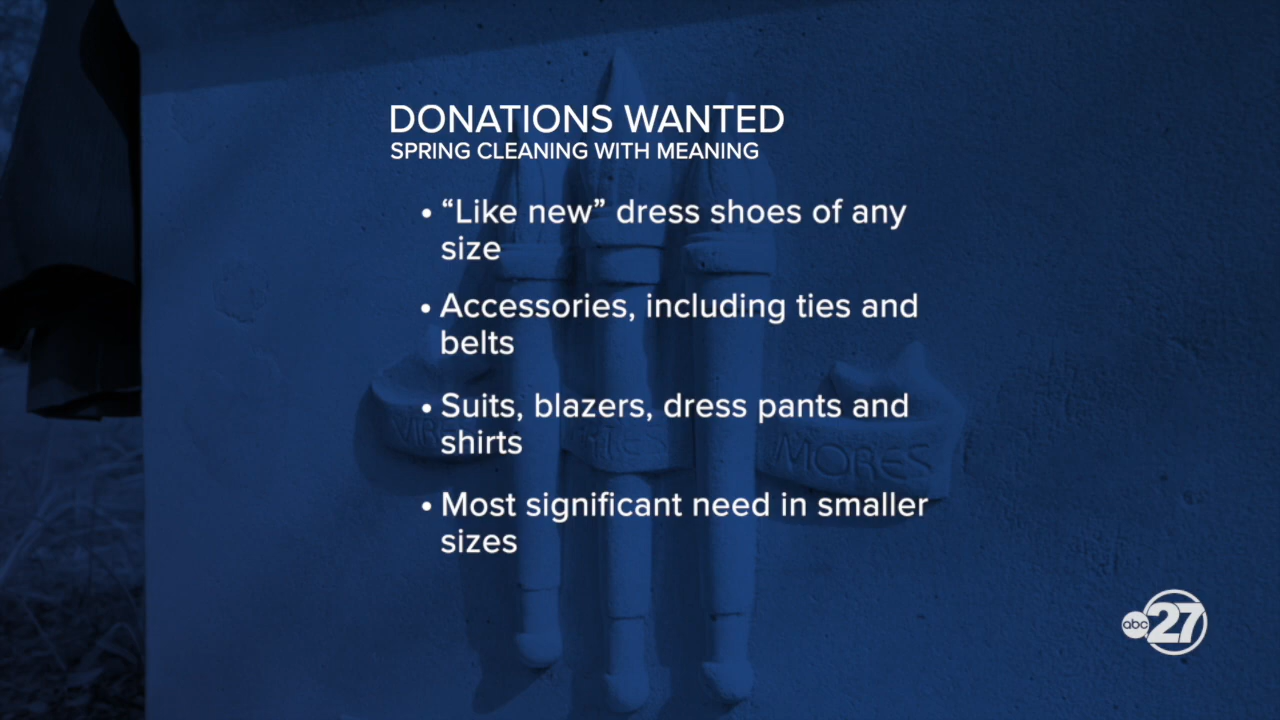 DONATIONS WANTED
SPRING CLEANING WITH MEANING
• “Like new” dress shoes of any
size
• Accessories, including ties and
belts
• Suits, blazers, dress pants and
shirts
• Most significant need in smaller
sizes
MORES
abc 27